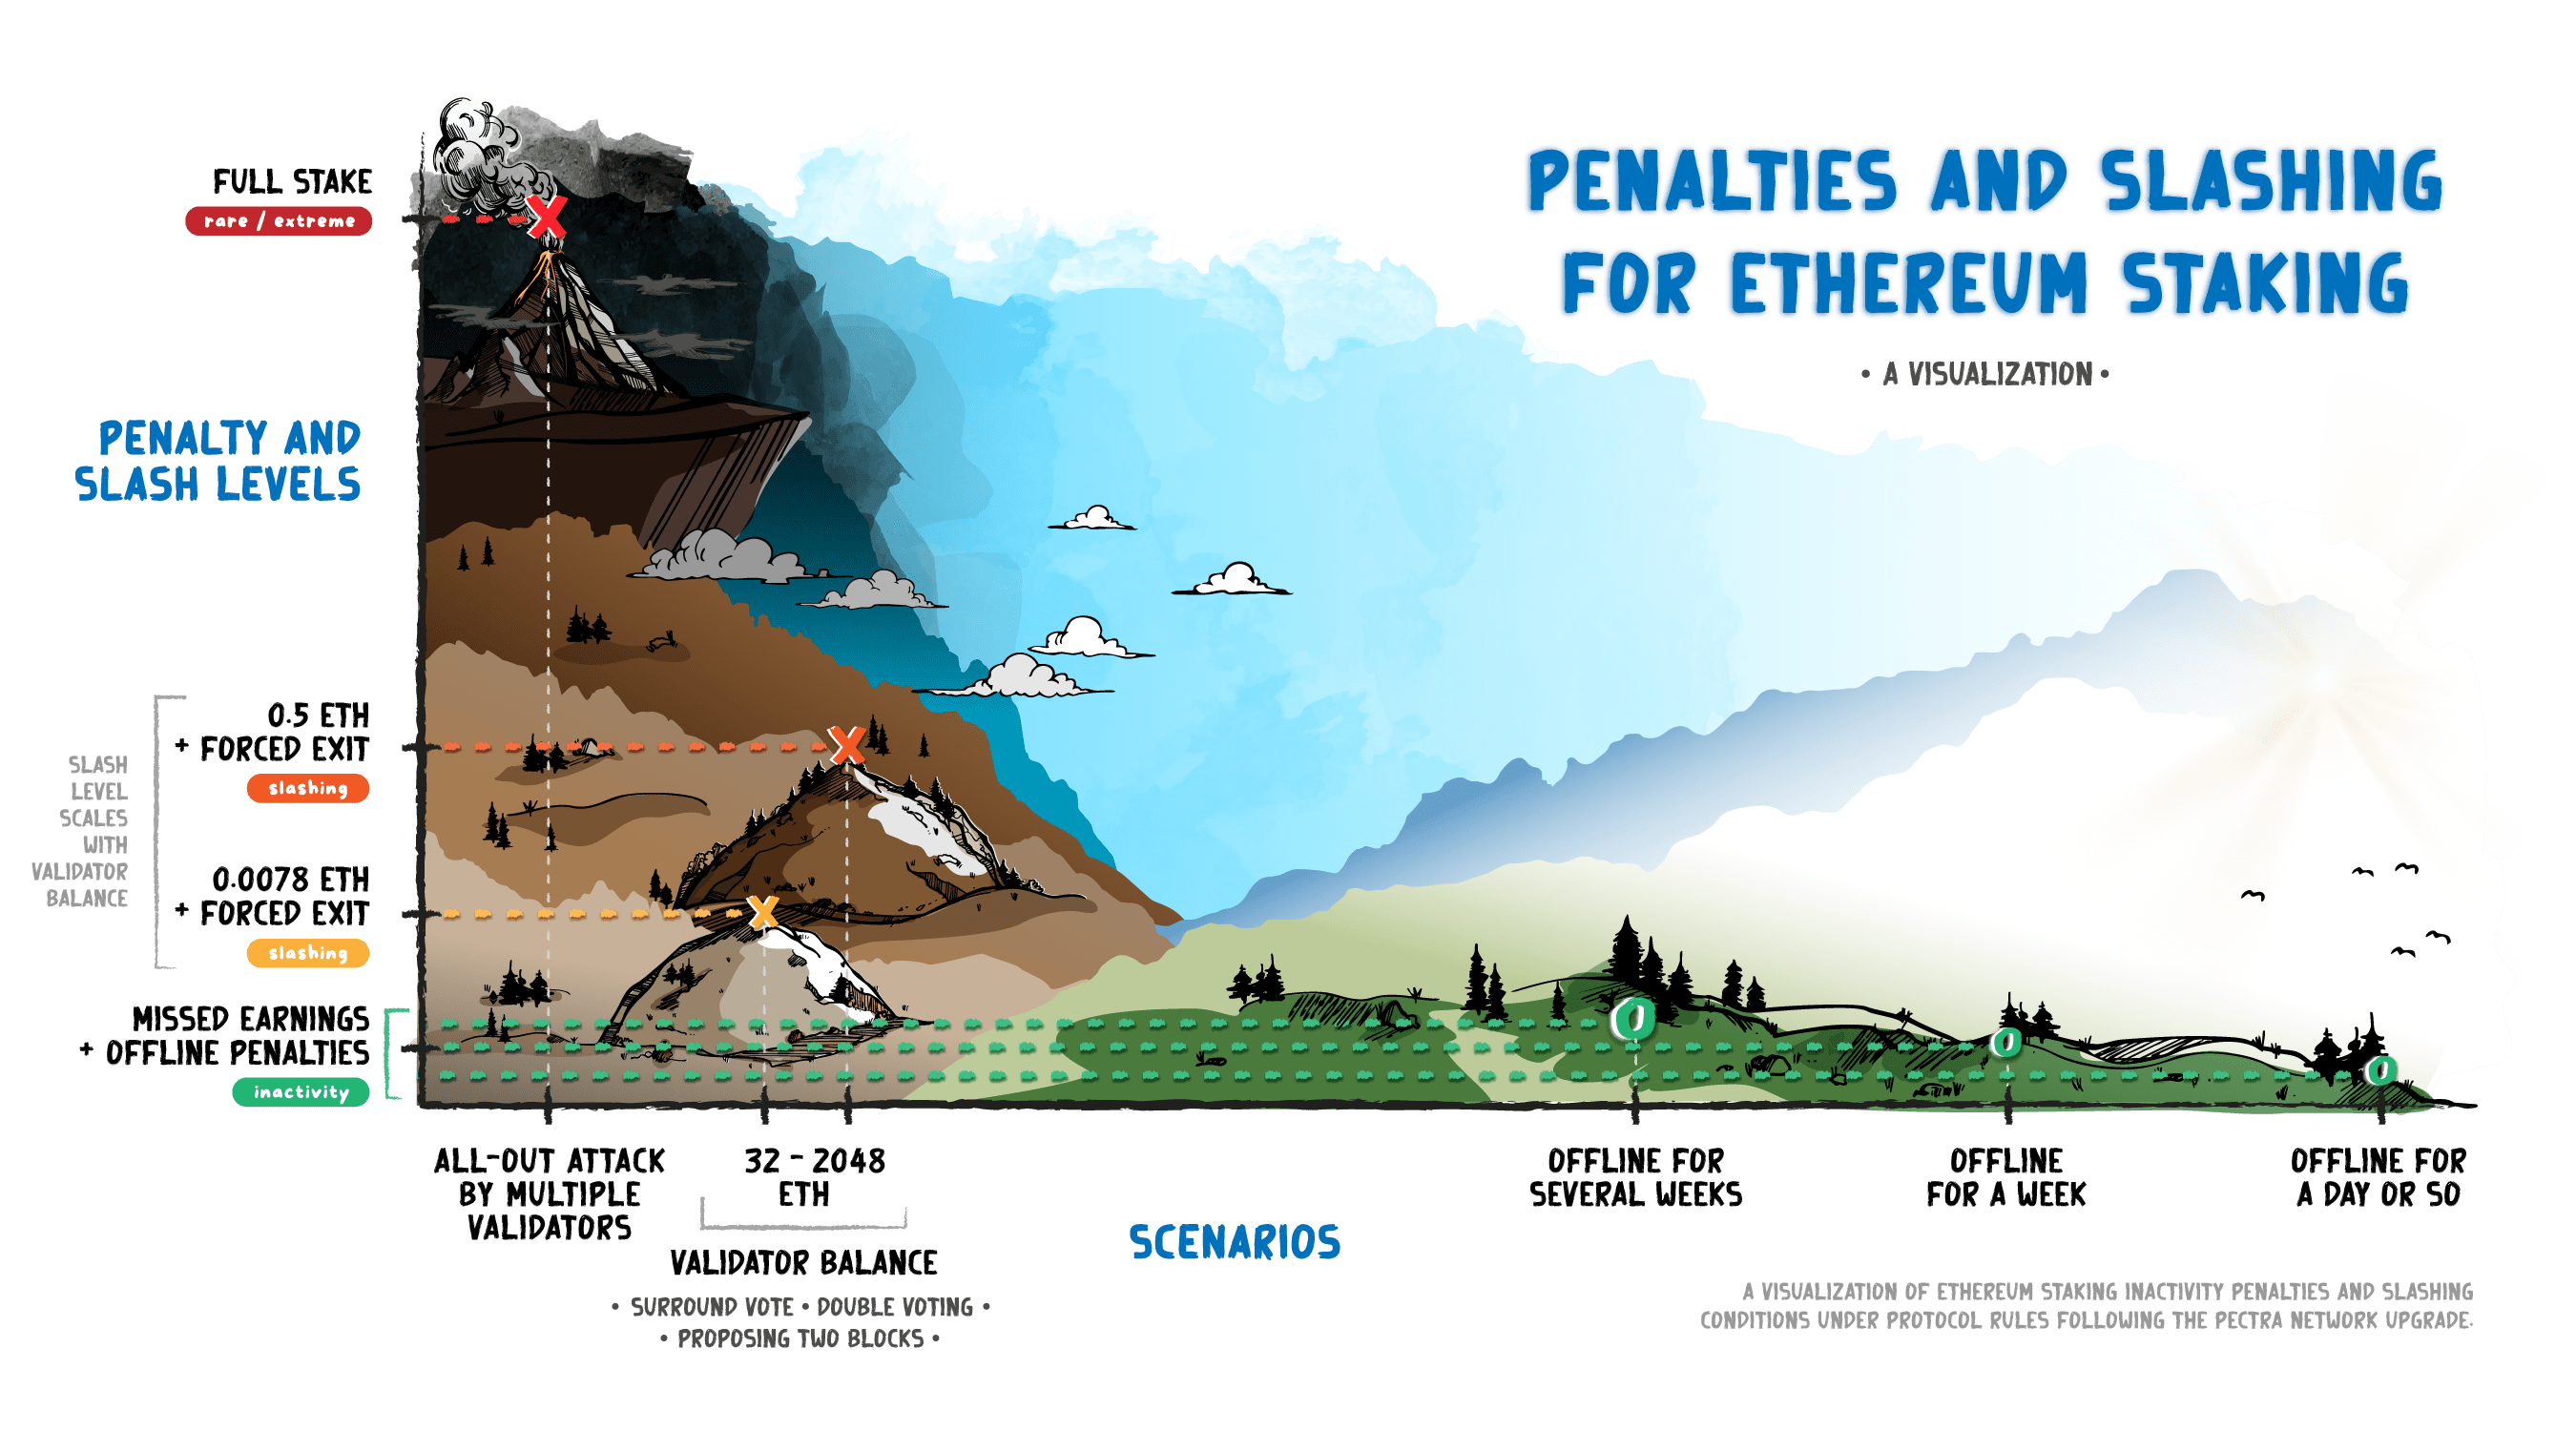 PENALTIES AND SLASHING
FOR ETHEREUM STAKING
• A VISUALIZATION •
FULL STAKE
rare / extreme
PENALTY AND
SLASH LEVELS
0.5 ETH
+ FORCED EXIT
slashing
SLASH
LEVEL
SCALES
WITH
VALIDATOR
BALANCE
0.0078 ETH
+ FORCED EXIT
slashing
MISSED EARNINGS
+ OFFLINE PENALTIES
inactivity
ALL-OUT ATTACK
BY MULTIPLE
VALIDATORS
32 - 2048
ETH
VALIDATOR BALANCE
• SURROUND VOTE • DOUBLE VOTING •
• PROPOSING TWO BLOCKS •
SCENARIOS
OFFLINE FOR
SEVERAL WEEKS
OFFLINE
FOR A WEEK
OFFLINE FOR
A DAY OR SO
A VISUALIZATION OF ETHEREUM STAKING INACTIVITY PENALTIES AND SLASHING
CONDITIONS UNDER PROTOCOL RULES FOLLOWING THE PECTRA NETWORK UPGRADE.